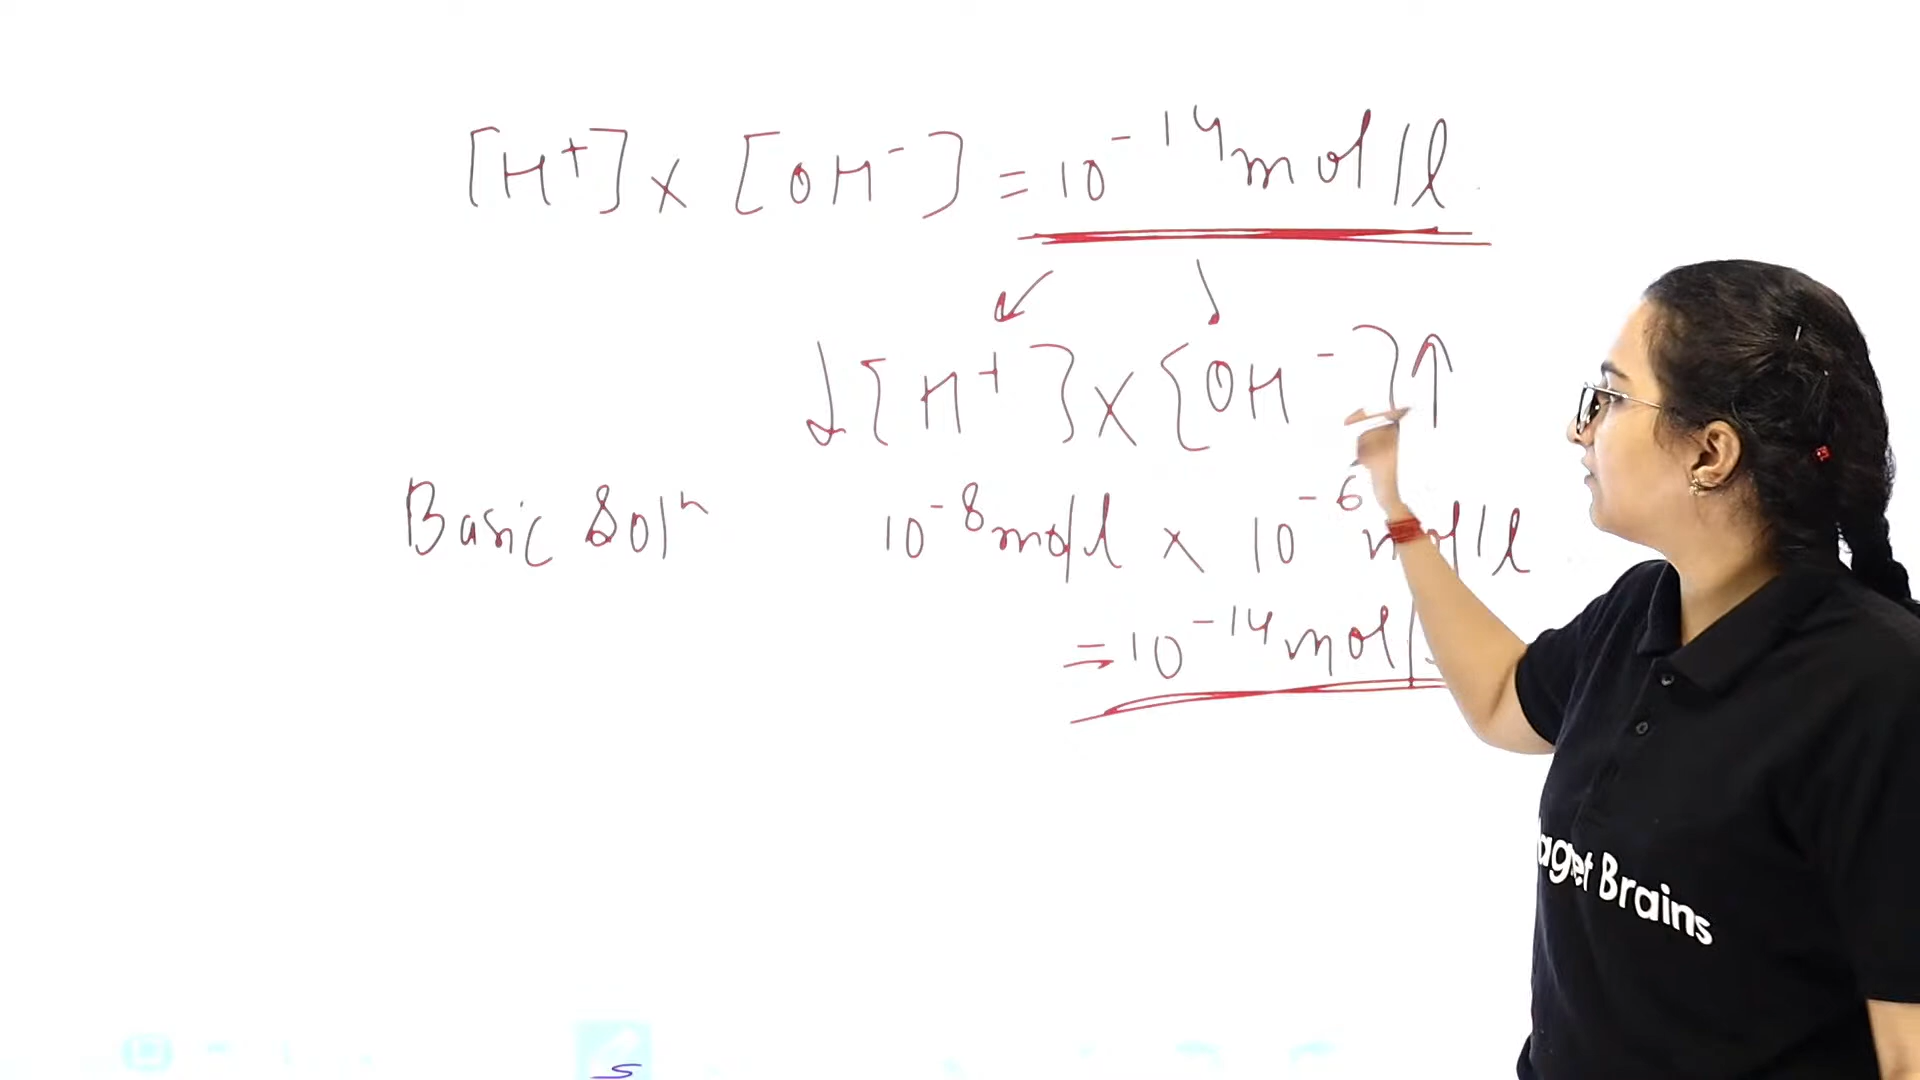 [H⁺] × [OH⁻] = 10⁻¹⁴ mol/l
↓ {H⁺} × {OH⁻} ↑
Basic Solⁿ 10⁻⁸ mol/l × 10⁻⁶ mol/l
= 10⁻¹⁴ mol/
Brains